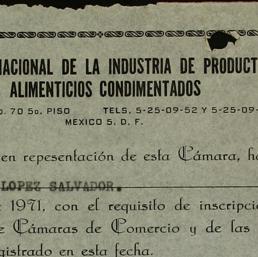 NACIONAL DE LA INDUSTRIA DE PRODUCT
ALIMENTICIOS CONDIMENTADOS
O. 70 5o. PISO TELS. 5-25-09-52 Y 5-25-09-
MEXICO 5, D. F.
en repesentación de esta Cámara, ha
LOPEZ SALVADOR.
e 1971, con el requisito de inscripció
e Cámaras de Comercio y de las
gistrado en esta fecha.